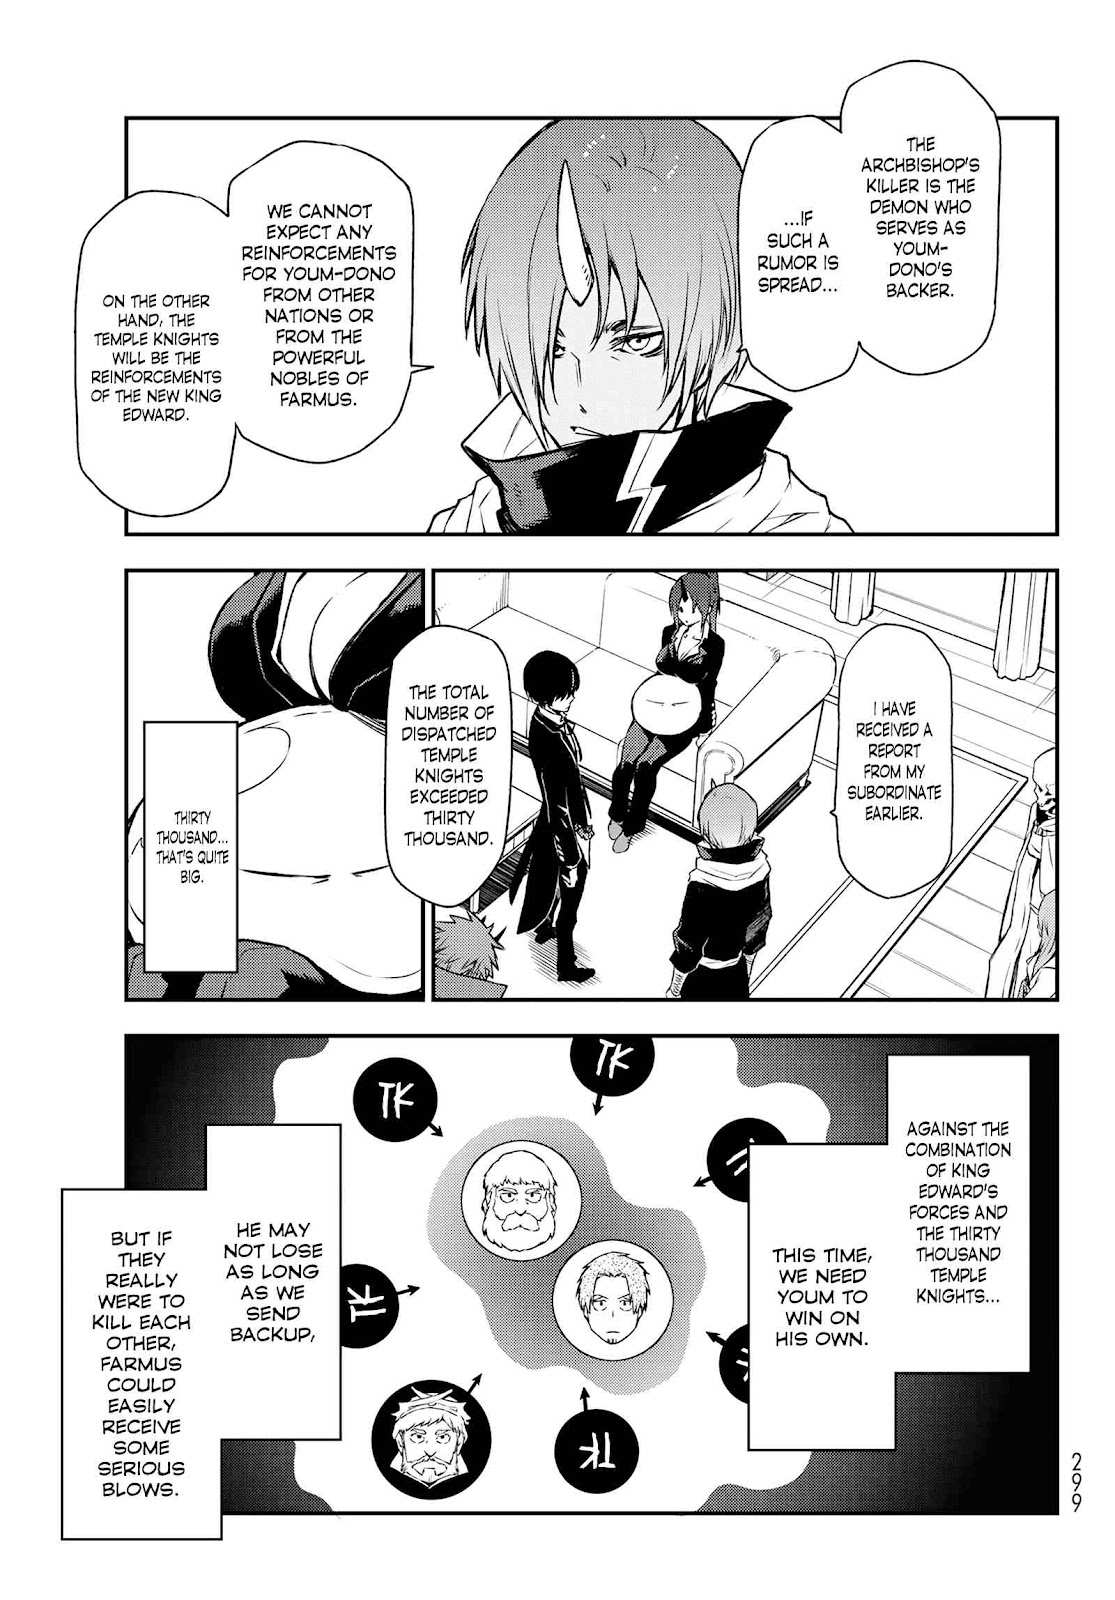 THE
ARCHBISHOP'S
KILLER IS THE
DEMON WHO
SERVES AS
YOUM-
DONO'S
BACKER.
...IF
SUCH A
RUMOR IS
SPREAD...
WE CANNOT
EXPECT ANY
REINFORCEMENTS
FOR YOUM-DONO
FROM OTHER
NATIONS OR
FROM THE
POWERFUL
NOBLES OF
FARMUS.
ON THE OTHER
HAND, THE
TEMPLE KNIGHTS
WILL BE THE
REINFORCEMENTS
OF THE NEW KING
EDWARD.
I HAVE
RECEIVED
A REPORT
FROM MY
SUBORDINATE
EARLIER.
THE TOTAL
NUMBER OF
DISPATCHED
TEMPLE
KNIGHTS
EXCEEDED
THIRTY
THOUSAND.
THIRTY
THOUSAND...
THAT'S QUITE
BIG.
AGAINST THE
COMBINATION
OF KING
EDWARD'S
FORCES AND
THE THIRTY
THOUSAND
TEMPLE
KNIGHTS...
THIS TIME,
WE NEED
YOUM TO
WIN ON
HIS OWN.
TK
TK
TK
TK
HE MAY
NOT LOSE
AS LONG
AS WE
SEND
BACKUP,
BUT IF
THEY
REALLY
WERE TO
KILL EACH
OTHER,
FARMUS
COULD
EASILY
RECEIVE
SOME
SERIOUS
BLOWS.
299